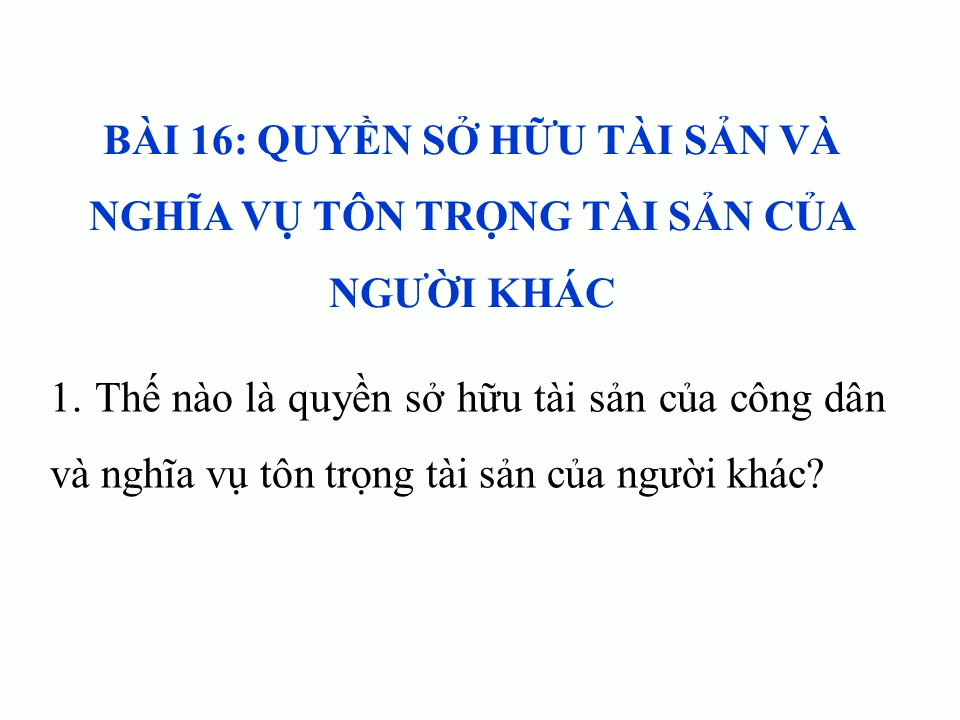 BÀI 16: QUYỀN SỞ HỮU TÀI SẢN VÀ
NGHĨA VỤ TÔN TRỌNG TÀI SẢN CỦA
NGƯỜI KHÁC
1. Thế nào là quyền sở hữu tài sản của công dân
và nghĩa vụ tôn trọng tài sản của người khác?